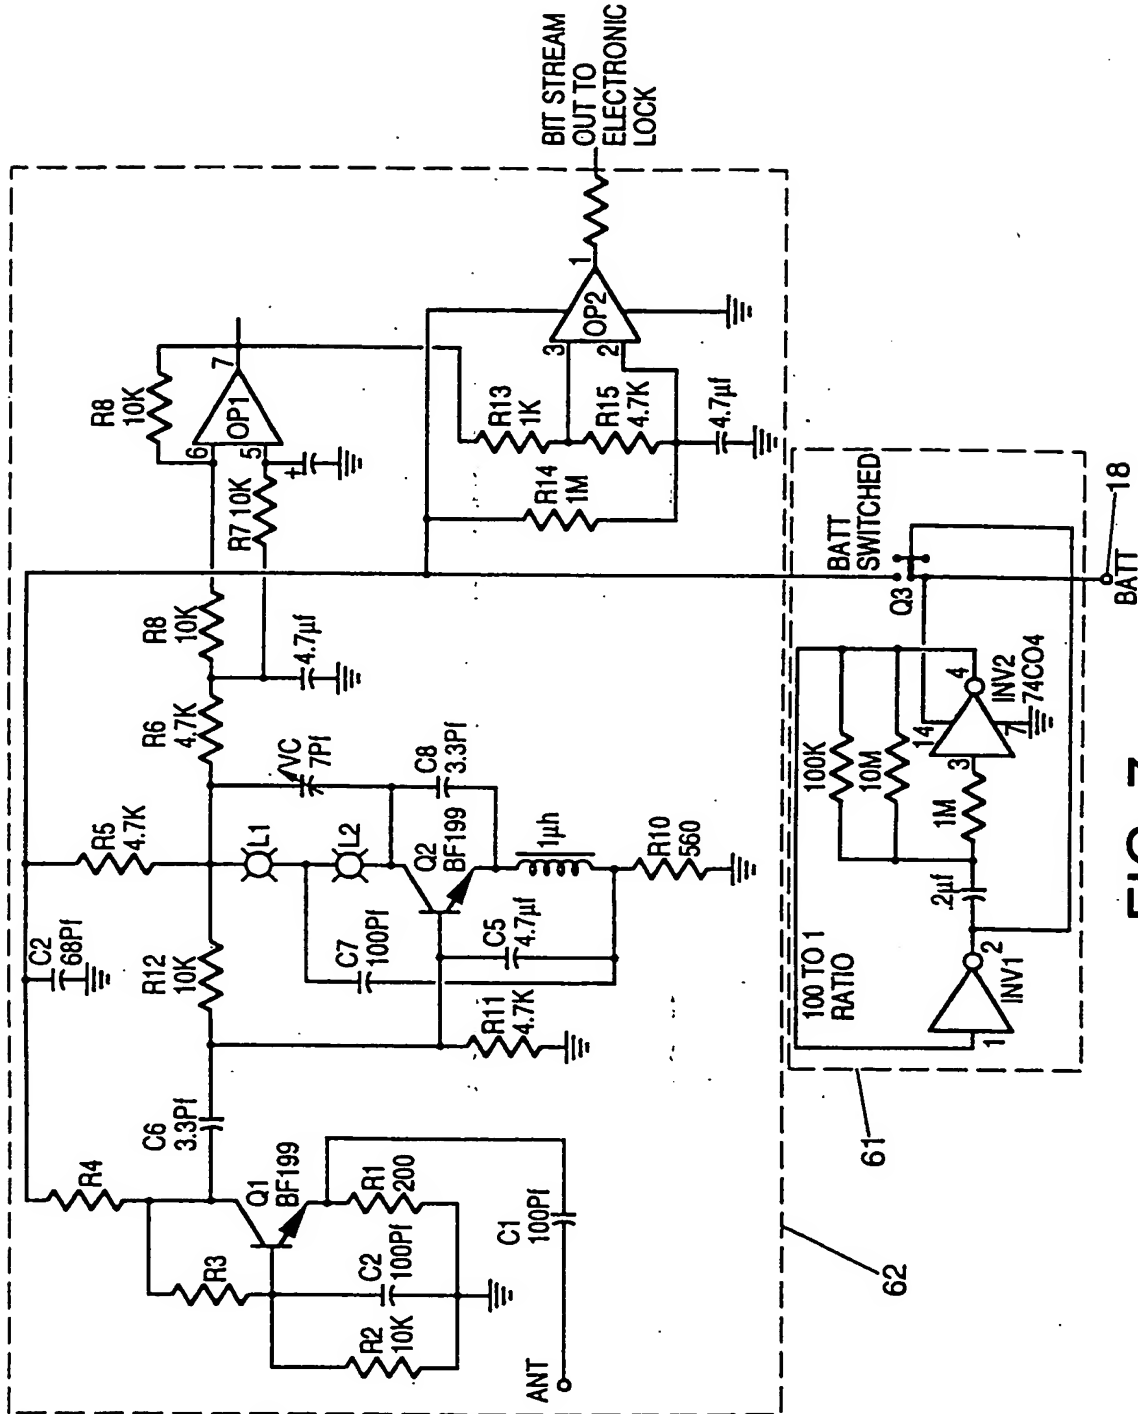 BIT STREAM
OUT TO
ELECTRONIC
LOCK
C2
68Pf
R4
R5
4.7K
R12
10K
R6
4.7K
R8
10K
R8
10K
6
7
OP1
5
+
R7 10K
4.7µf
C6
3.3Pf
L1
VC
7Pf
L2
C8
3.3Pf
Q2
BF199
C7
100Pf
C5
4.7µf
1µh
R10
560
R11
4.7K
Q1
BF199
R3
R1
200
C2
100Pf
R2
10K
C1
100Pf
ANT
R13
1K
R14
1M
R15
4.7K
4.7µf
3
2
OP2
1
62
61
100 TO 1
RATIO
100K
10M
1M
.2µf
1
2
INV1
3
14
4
7
INV2
74CO4
BATT
SWITCHED
Q3
BATT
18